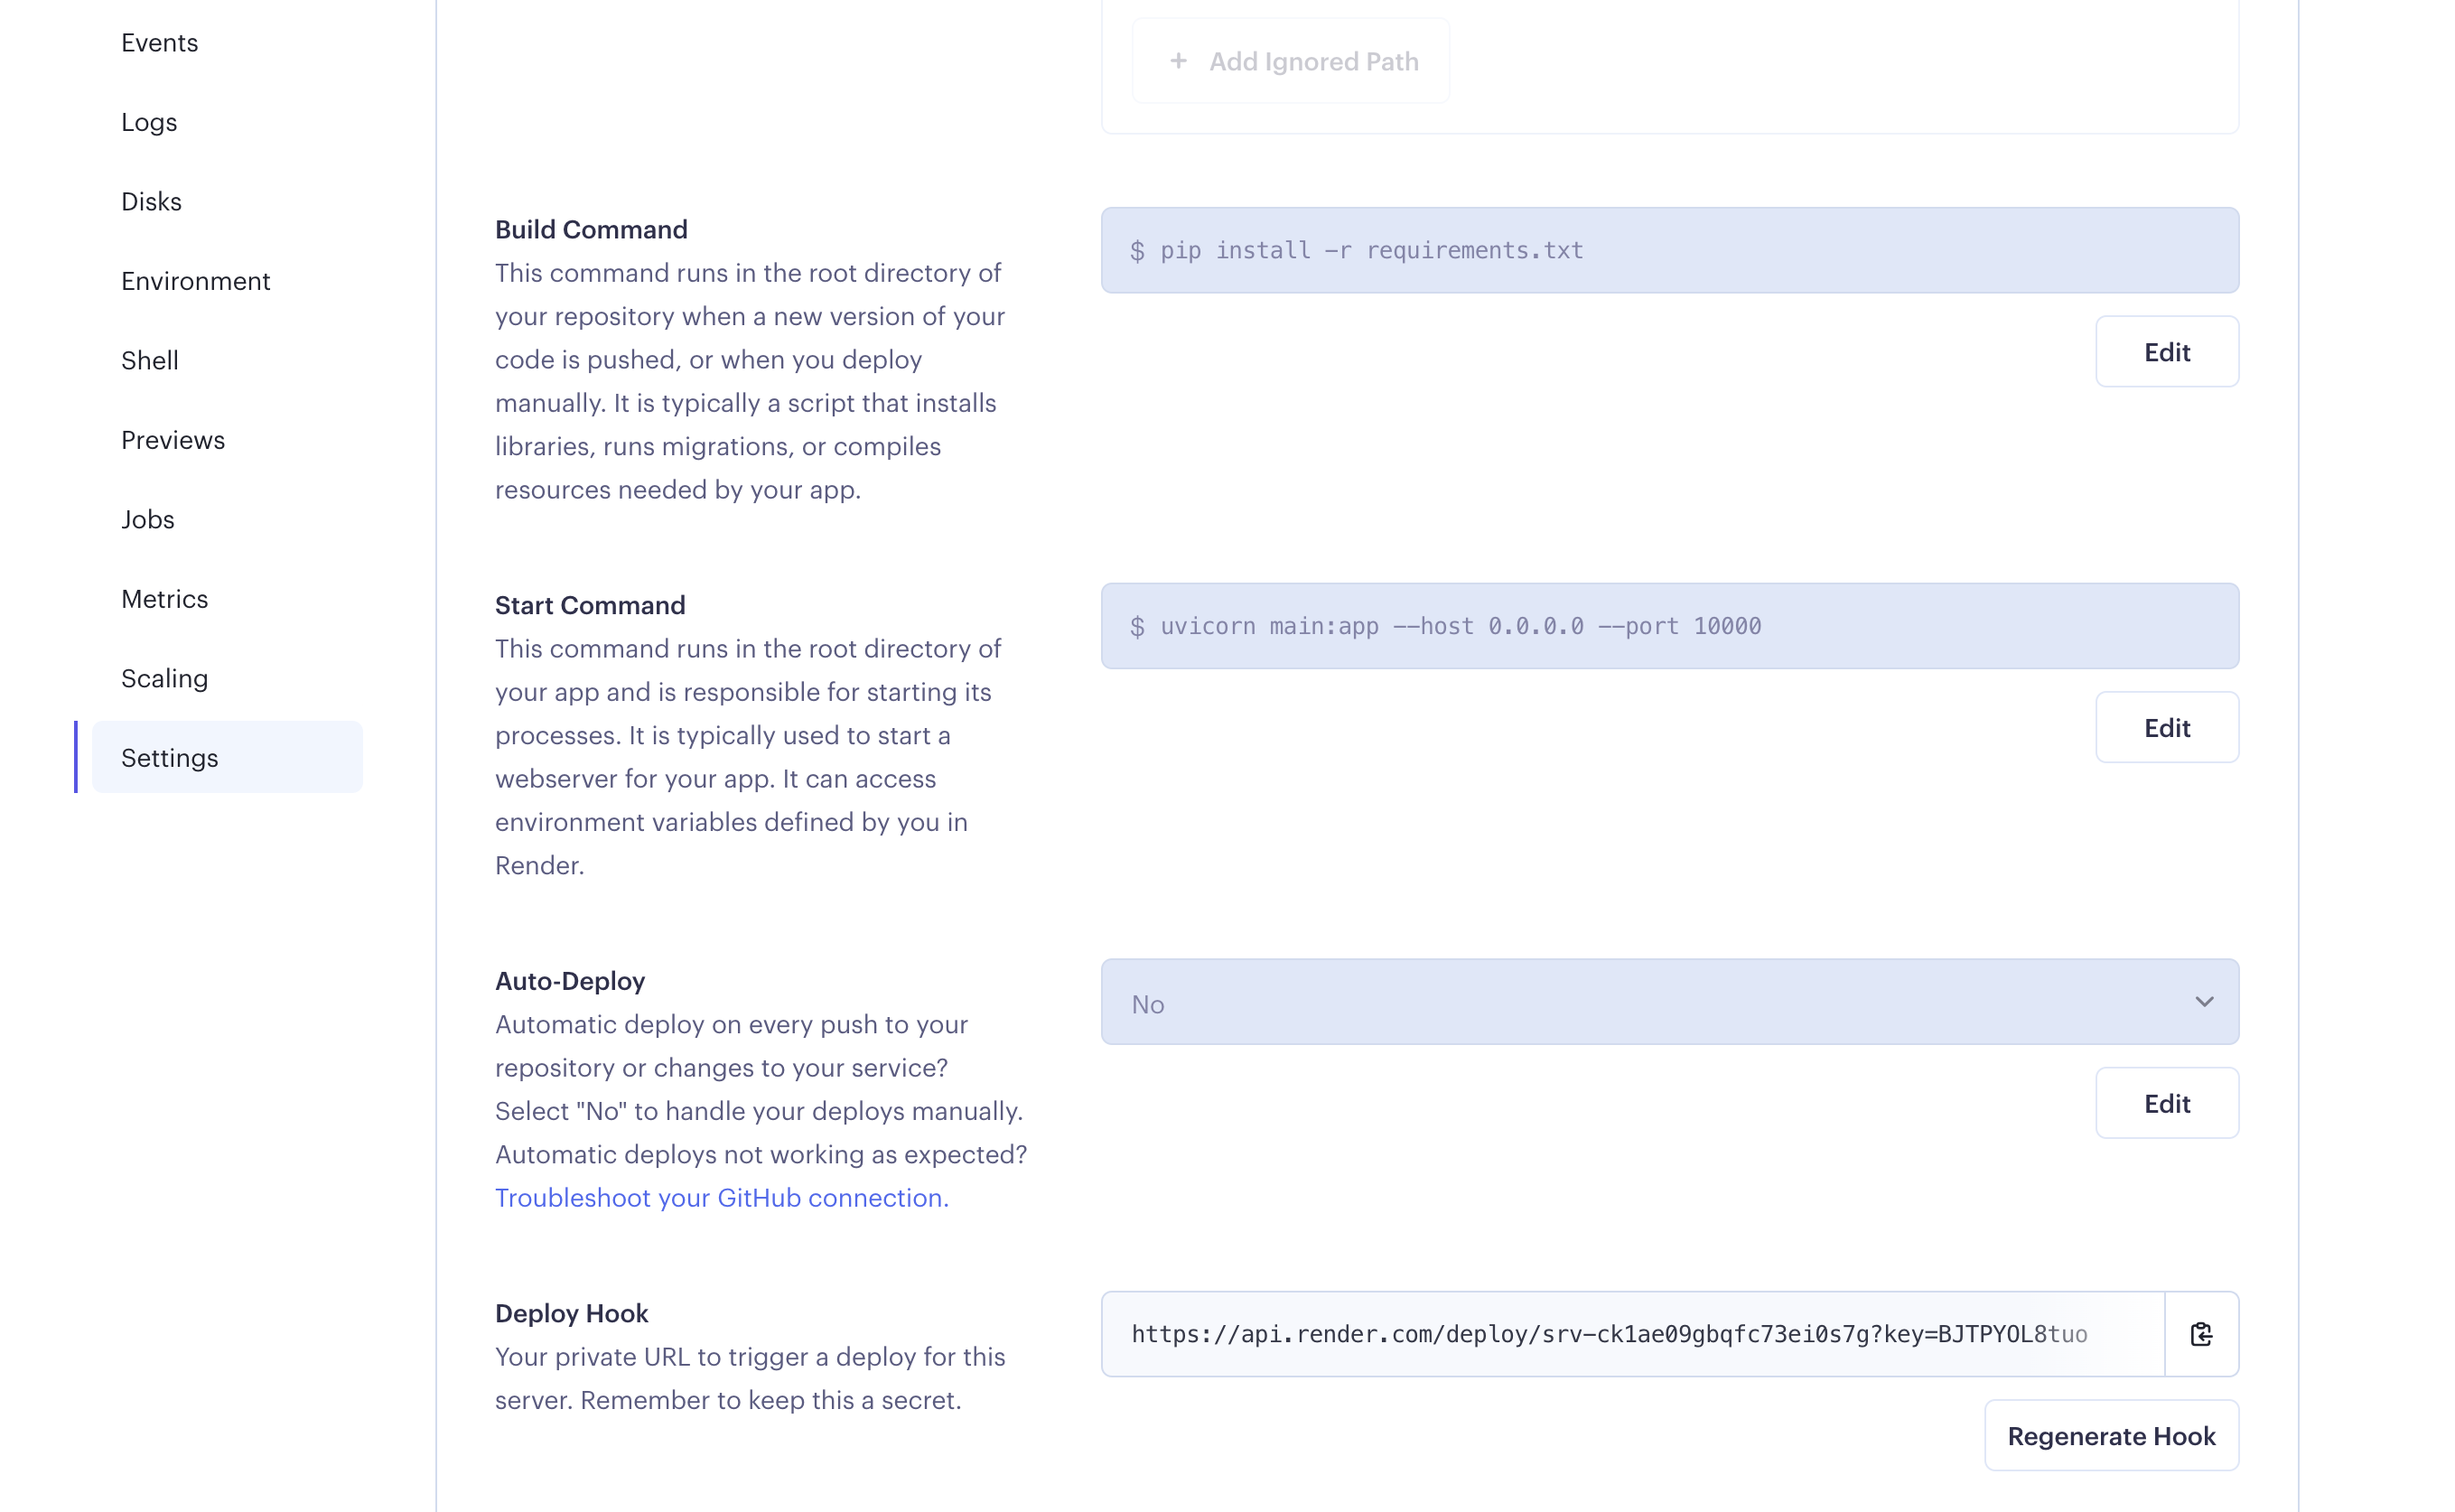 Events
Logs
Disks
Environment
Shell
Previews
Jobs
Metrics
Scaling
Settings
+ Add Ignored Path
Build Command
This command runs in the root directory of
your repository when a new version of your
code is pushed, or when you deploy
manually. It is typically a script that installs
libraries, runs migrations, or compiles
resources needed by your app.
$ pip install -r requirements.txt
Edit
Start Command
This command runs in the root directory of
your app and is responsible for starting its
processes. It is typically used to start a
webserver for your app. It can access
environment variables defined by you in
Render.
$ uvicorn main:app --host 0.0.0.0 --port 10000
Edit
Auto-Deploy
Automatic deploy on every push to your
repository or changes to your service?
Select "No" to handle your deploys manually.
Automatic deploys not working as expected?
Troubleshoot your GitHub connection.
No
Edit
Deploy Hook
Your private URL to trigger a deploy for this
server. Remember to keep this a secret.
https://api.render.com/deploy/srv-ck1ae09gbqfc73ei0s7g?key=BJTPYOL8tuo
Regenerate Hook